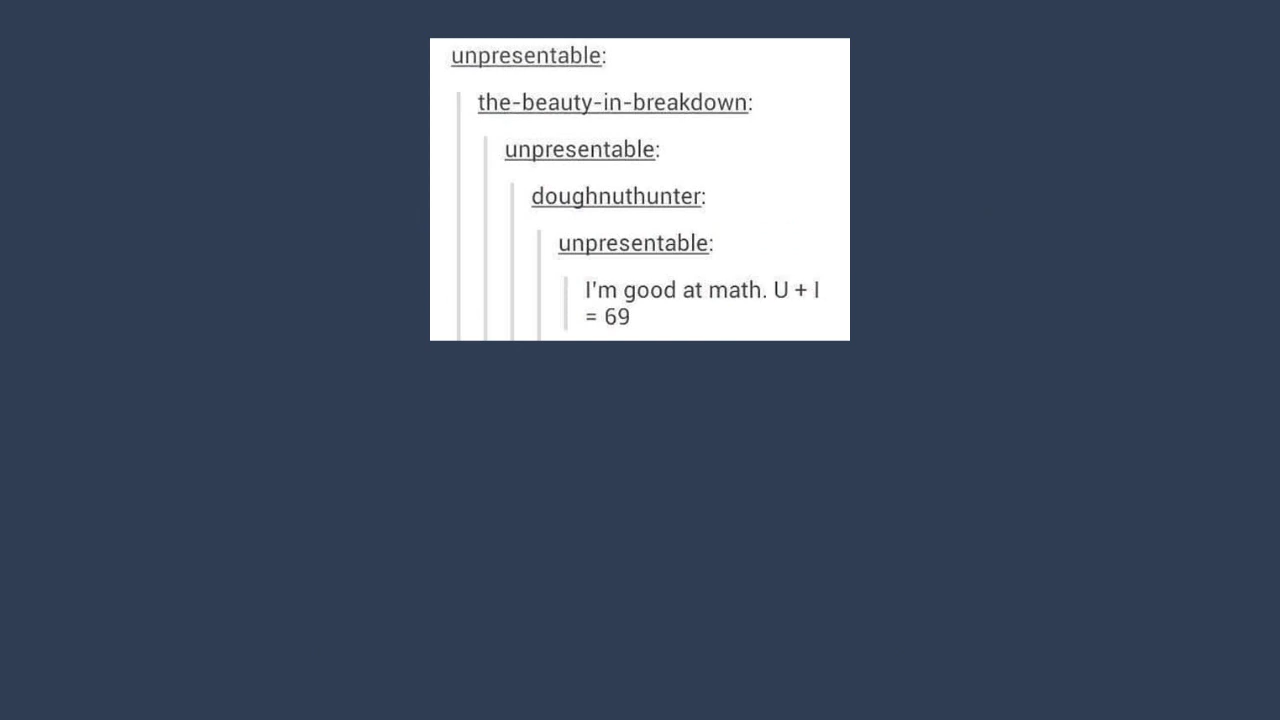 unpresentable:
the-beauty-in-breakdown:
unpresentable:
doughnuthunter:
unpresentable:
I'm good at math. U + I
= 69